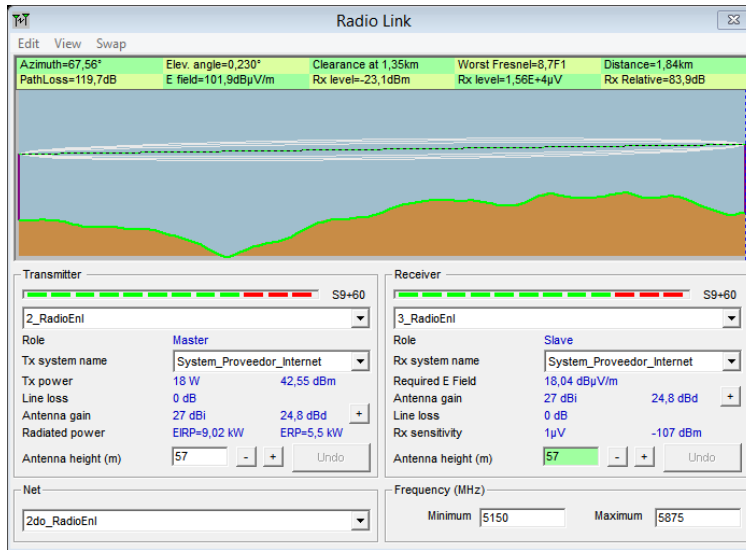 Radio Link
Edit View Swap
Azimuth=67,56° Elev. angle=0,230° Clearance at 1,35km Worst Fresnel=8,7F1 Distance=1,84km
PathLoss=119,7dB E field=101,9dBµV/m Rx level=-23,1dBm Rx level=1,56E+4µV Rx Relative=83,9dB
Transmitter
S9+60
2_RadioEnl
Role Master
Tx system name System_Proveedor_Internet
Tx power 18 W 42,55 dBm
Line loss 0 dB
Antenna gain 27 dBi 24,8 dBd +
Radiated power EIRP=9,02 kW ERP=5,5 kW
Antenna height (m) 57 - + Undo
Receiver
S9+60
3_RadioEnl
Role Slave
Rx system name System_Proveedor_Internet
Required E Field 18,04 dBµV/m
Antenna gain 27 dBi 24,8 dBd +
Line loss 0 dB
Rx sensitivity 1µV -107 dBm
Antenna height (m) 57 - + Undo
Net
2do_RadioEnl
Frequency (MHz)
Minimum 5150 Maximum 5875